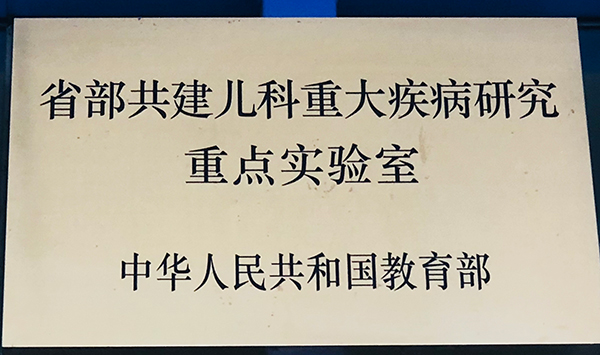 省部共建儿科重大疾病研究
重点实验室
中华人民共和国教育部